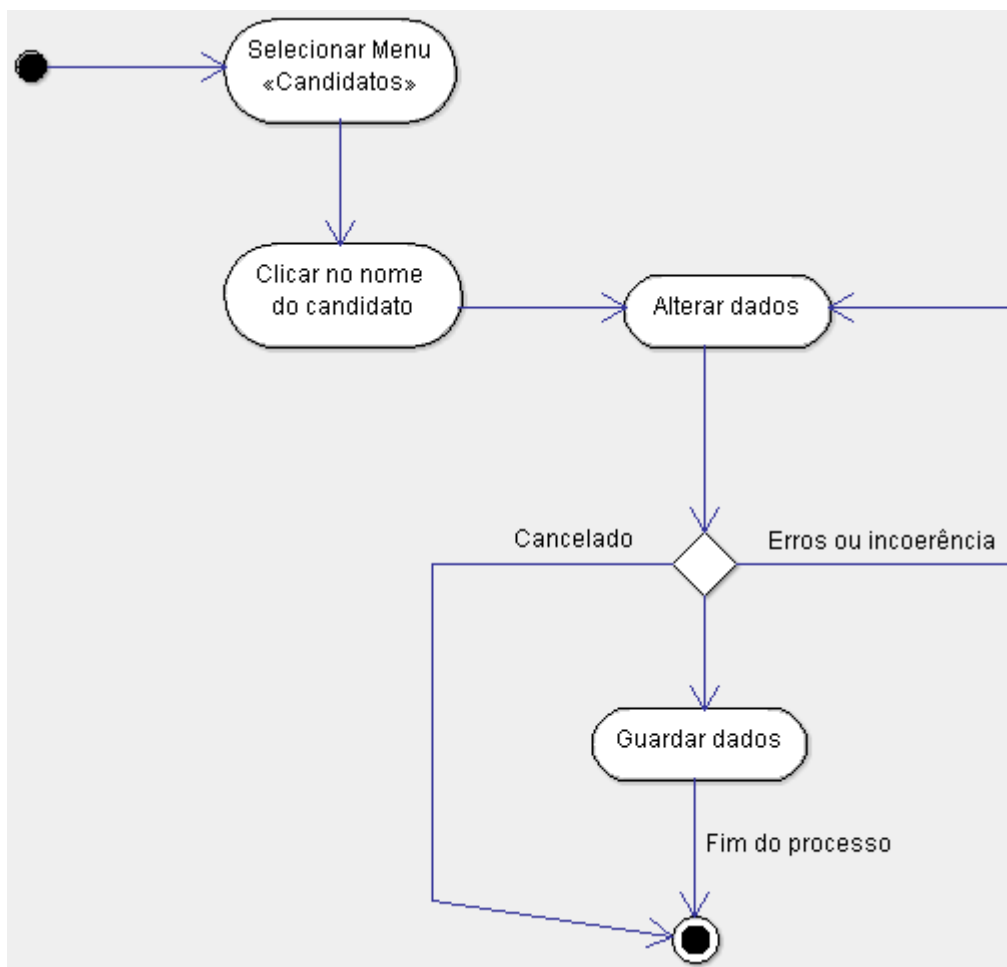 Selecionar Menu
«Candidatos»
Clicar no nome
do candidato
Alterar dados
Cancelado
Erros ou incoerência
Guardar dados
Fim do processo